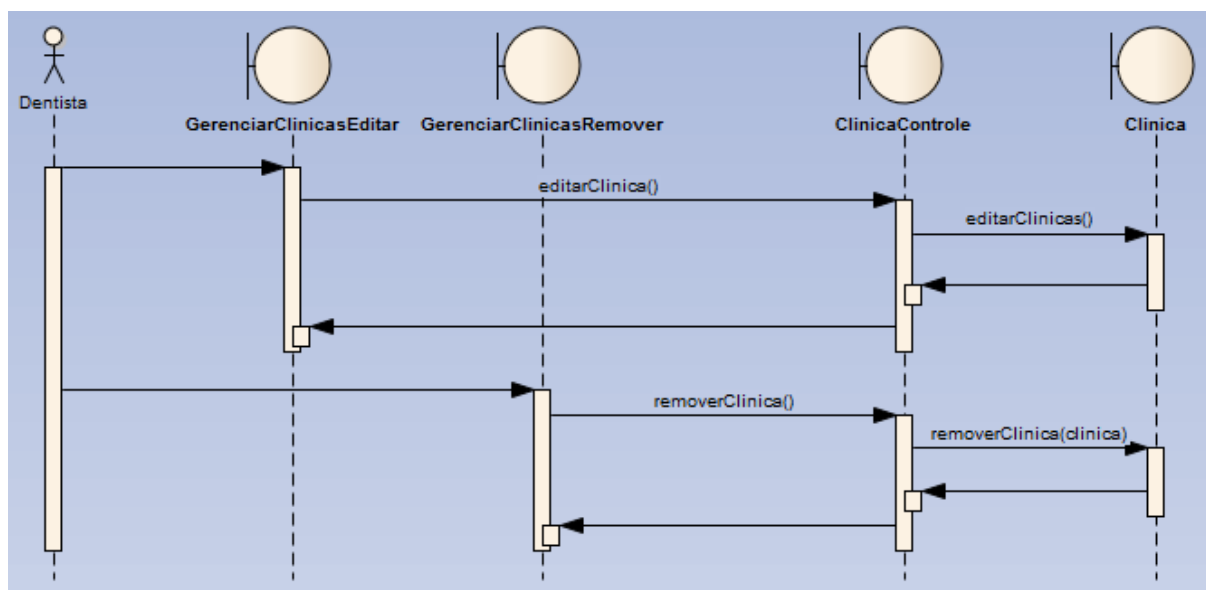 Dentista
GerenciarClinicasEditar
GerenciarClinicasRemover
ClinicaControle
Clinica
editarClinica()
editarClinicas()
removerClinica()
removerClinica(clinica)